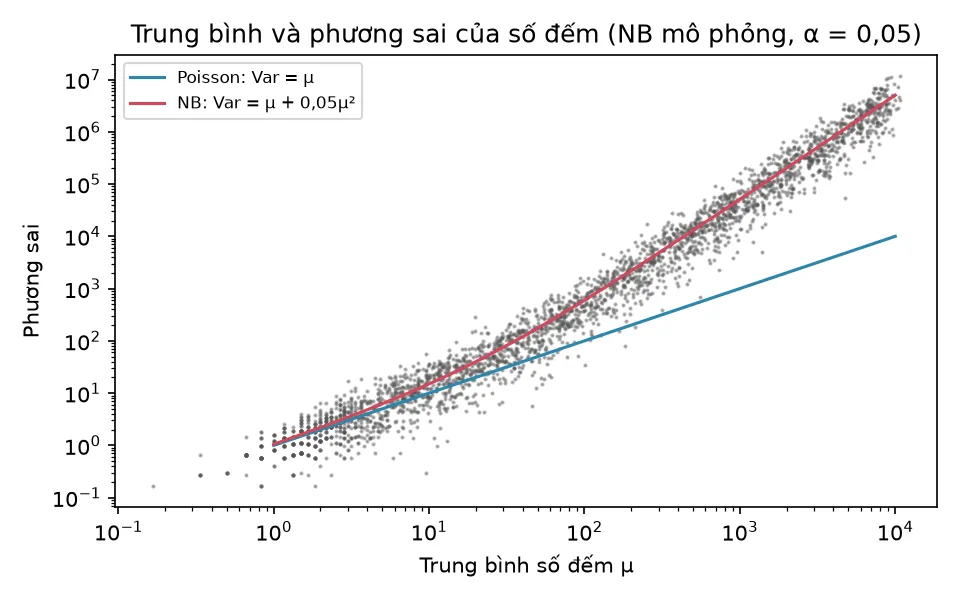 Trung bình và phương sai của số đếm (NB mô phỏng, α = 0,05)
Poisson: Var = μ
NB: Var = μ + 0,05μ²
Phương sai
10⁷
10⁶
10⁵
10⁴
10³
10²
10¹
10⁰
10⁻¹
10⁻¹ 10⁰ 10¹ 10² 10³ 10⁴
Trung bình số đếm μ